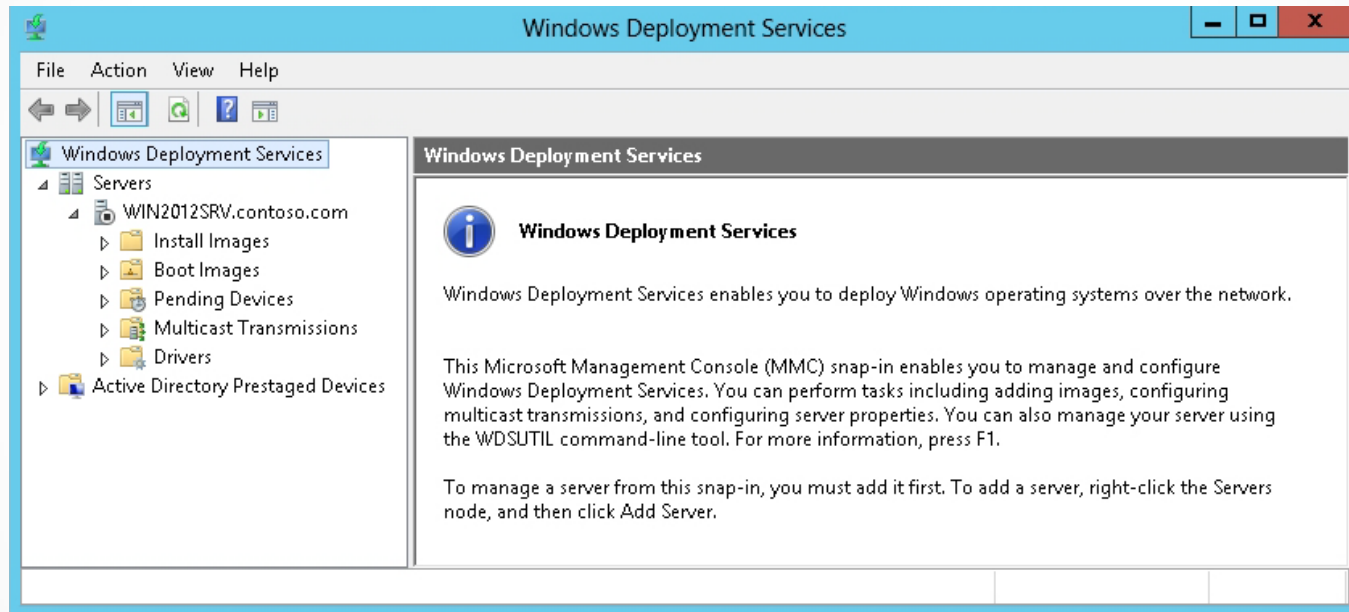 Windows Deployment Services
File Action View Help
Windows Deployment Services
Servers
WIN2012SRV.contoso.com
Install Images
Boot Images
Pending Devices
Multicast Transmissions
Drivers
Active Directory Prestaged Devices
Windows Deployment Services
Windows Deployment Services
Windows Deployment Services enables you to deploy Windows operating systems over the network.
This Microsoft Management Console (MMC) snap-in enables you to manage and configure
Windows Deployment Services. You can perform tasks including adding images, configuring
multicast transmissions, and configuring server properties. You can also manage your server using
the WDSUTIL command-line tool. For more information, press F1.
To manage a server from this snap-in, you must add it first. To add a server, right-click the Servers
node, and then click Add Server.